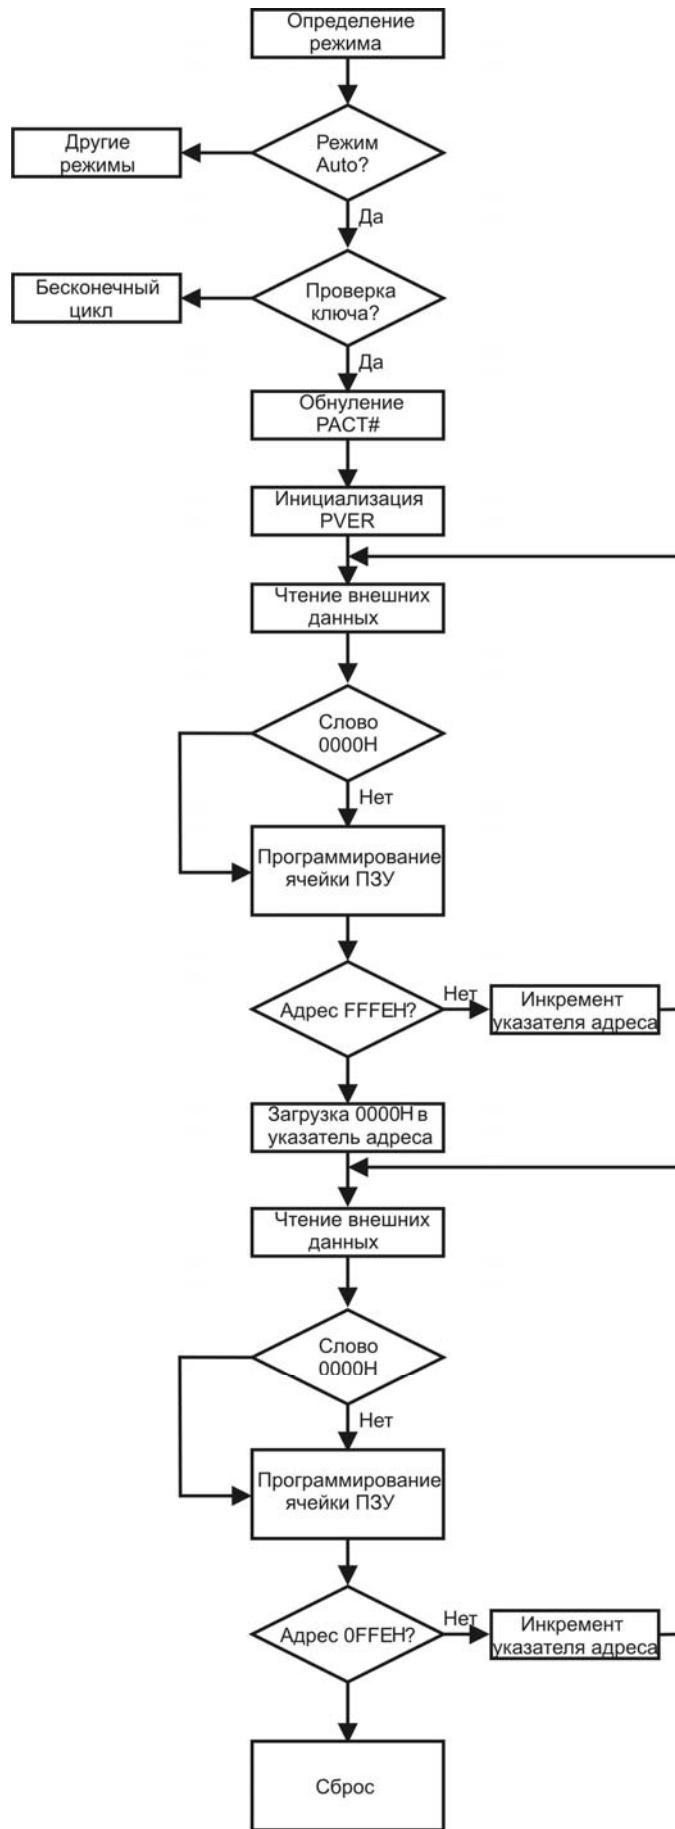 Определение
режима
Режим
Auto?
Другие
режимы
Да
Проверка
ключа?
Бесконечный
цикл
Да
Обнуление
PACT#
Инициализация
PVER
Чтение внешних
данных
Слово
0000H
Нет
Программирование
ячейки ПЗУ
Адрес FFFEH?
Нет
Инкремент
указателя адреса
Загрузка 0000H в
указатель адреса
Чтение внешних
данных
Слово
0000H
Нет
Программирование
ячейки ПЗУ
Адрес 0FFEH?
Нет
Инкремент
указателя адреса
Сброс